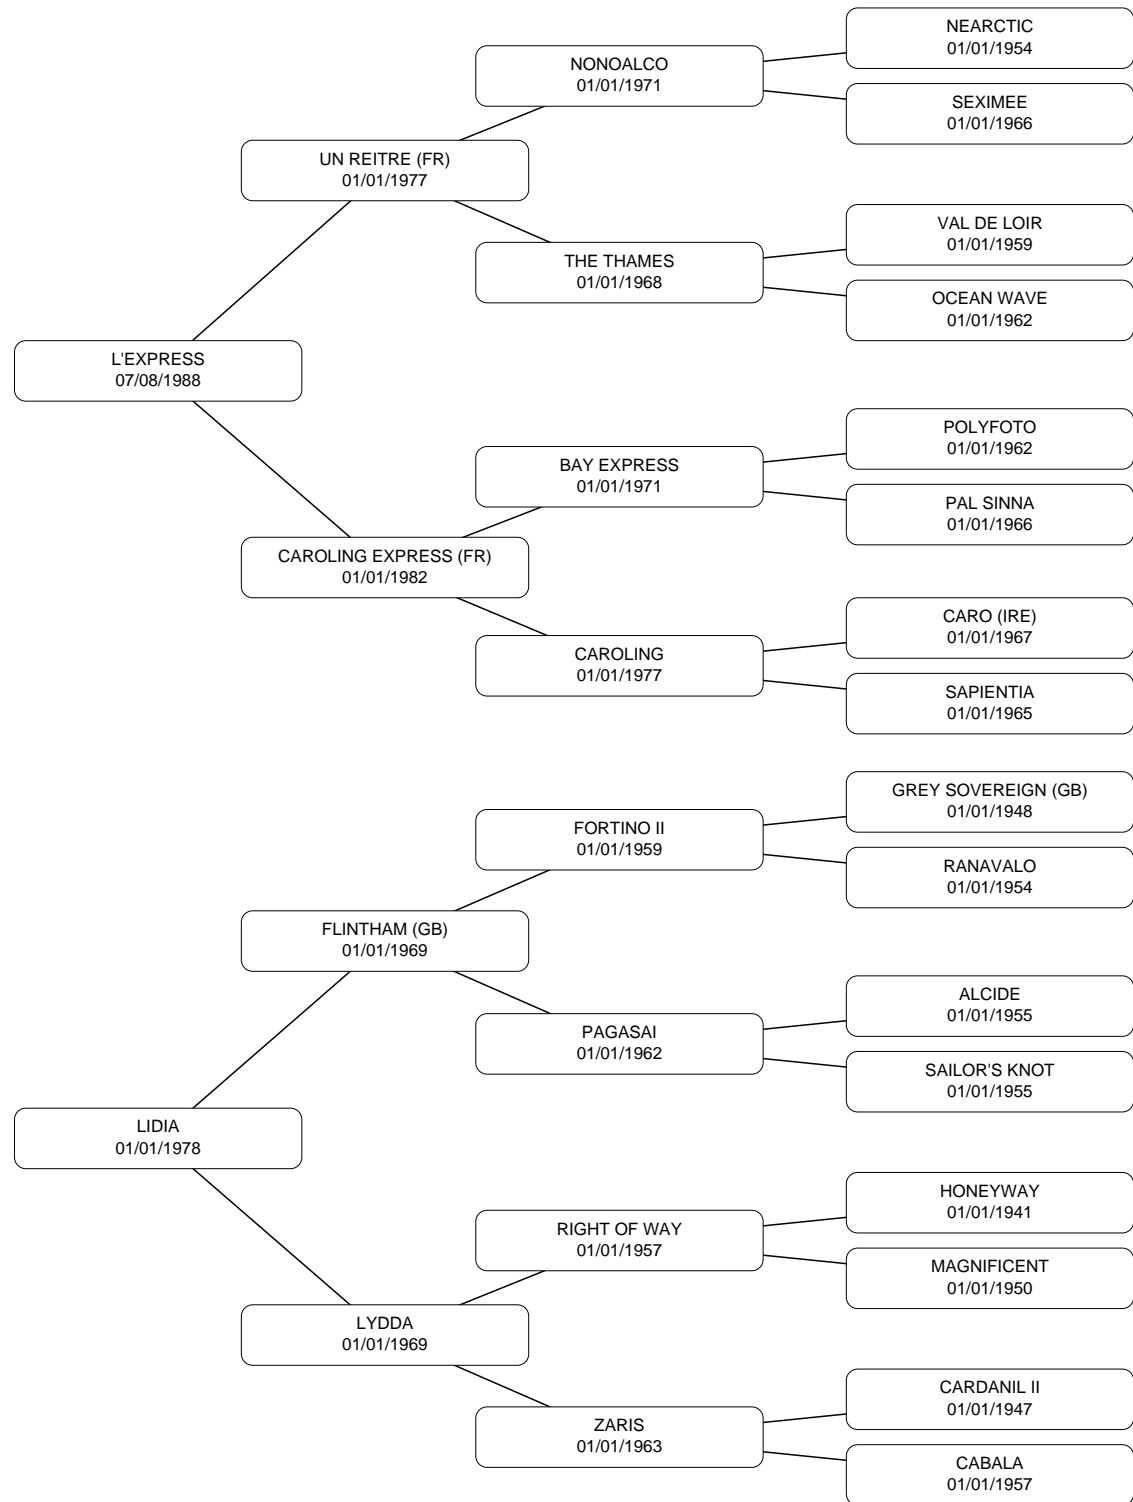 NEARCTIC
01/01/1954
NONOALCO
01/01/1971
SEXIMEE
01/01/1966
UN REITRE (FR)
01/01/1977
VAL DE LOIR
01/01/1959
THE THAMES
01/01/1968
OCEAN WAVE
01/01/1962
L'EXPRESS
07/08/1988
POLYFOTO
01/01/1962
BAY EXPRESS
01/01/1971
PAL SINNA
01/01/1966
CAROLING EXPRESS (FR)
01/01/1982
CARO (IRE)
01/01/1967
CAROLING
01/01/1977
SAPIENTIA
01/01/1965
GREY SOVEREIGN (GB)
01/01/1948
FORTINO II
01/01/1959
RANAVALO
01/01/1954
FLINTHAM (GB)
01/01/1969
ALCIDE
01/01/1955
PAGASAI
01/01/1962
SAILOR'S KNOT
01/01/1955
LIDIA
01/01/1978
HONEYWAY
01/01/1941
RIGHT OF WAY
01/01/1957
MAGNIFICENT
01/01/1950
LYDDA
01/01/1969
CARDANIL II
01/01/1947
ZARIS
01/01/1963
CABALA
01/01/1957